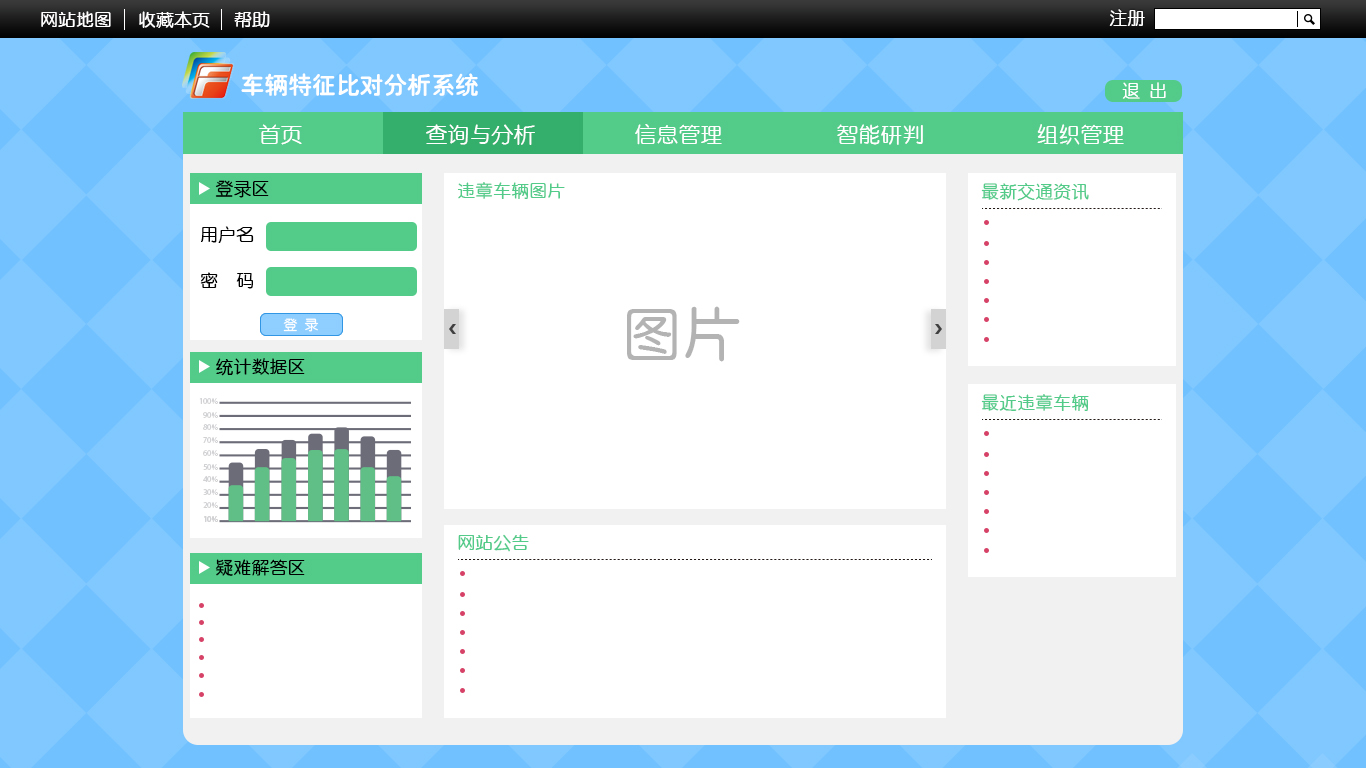 网站地图 收藏本页 帮助 注册
车辆特征比对分析系统
退 出
首页 查询与分析 信息管理 智能研判 组织管理
登录区
用户名
密 码
登 录
统计数据区
100%
90%
80%
70%
60%
50%
40%
30%
20%
10%
疑难解答区
违章车辆图片
图片
网站公告
最新交通资讯
最近违章车辆